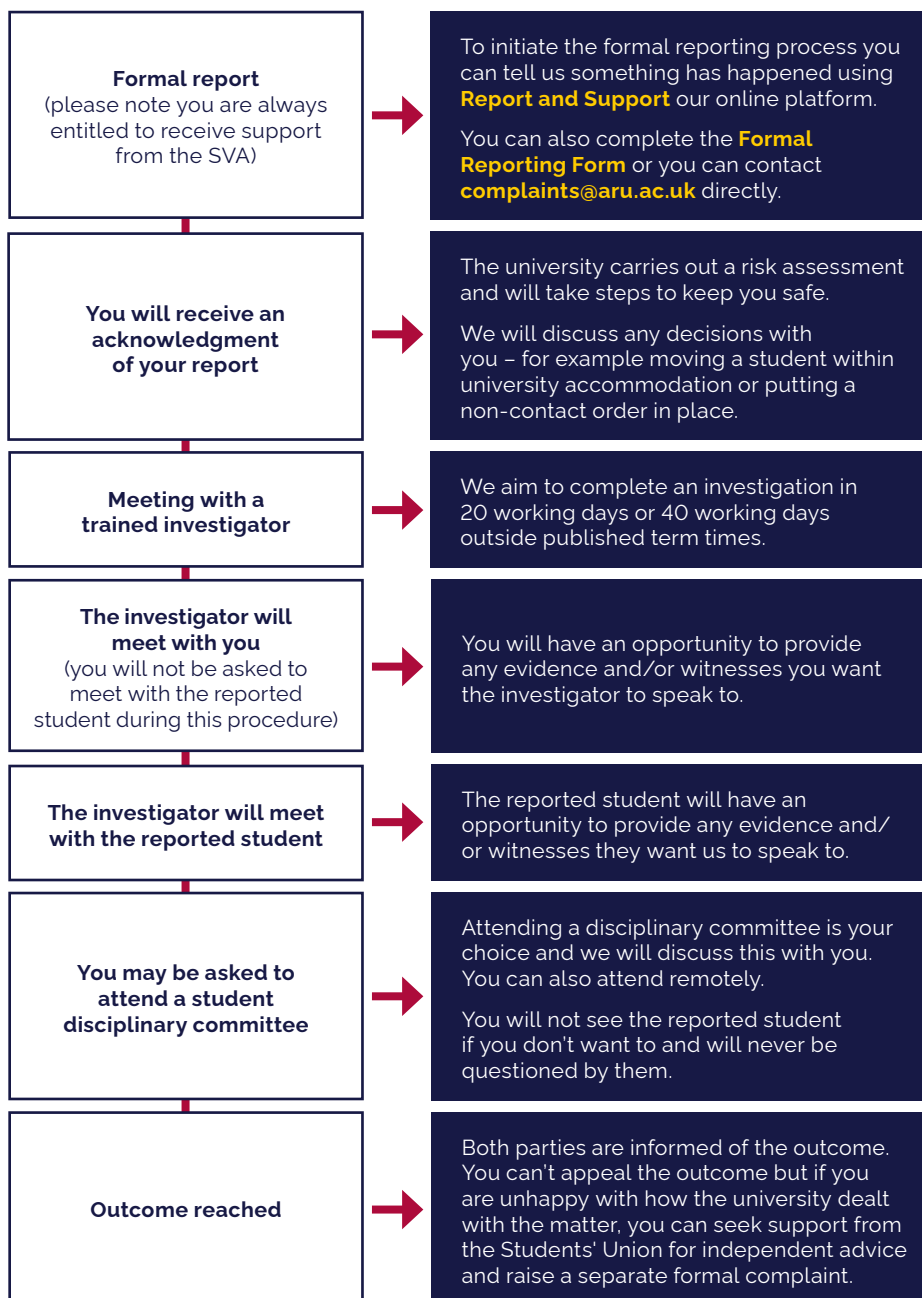 Formal report
(please note you are always
entitled to receive support
from the SVA)
To initiate the formal reporting process you
can tell us something has happened using
Report and Support our online platform.
You can also complete the Formal
Reporting Form or you can contact
complaints@aru.ac.uk directly.
You will receive an
acknowledgment
of your report
The university carries out a risk assessment
and will take steps to keep you safe.
We will discuss any decisions with
you – for example moving a student within
university accommodation or putting a
non-contact order in place.
Meeting with a
trained investigator
We aim to complete an investigation in
20 working days or 40 working days
outside published term times.
The investigator will
meet with you
(you will not be asked to
meet with the reported
student during this procedure)
You will have an opportunity to provide
any evidence and/or witnesses you want
the investigator to speak to.
The investigator will meet
with the reported student
The reported student will have an
opportunity to provide any evidence and/
or witnesses they want us to speak to.
You may be asked to
attend a student
disciplinary committee
Attending a disciplinary committee is your
choice and we will discuss this with you.
You can also attend remotely.
You will not see the reported student
if you don't want to and will never be
questioned by them.
Outcome reached
Both parties are informed of the outcome.
You can't appeal the outcome but if you
are unhappy with how the university dealt
with the matter, you can seek support from
the Students' Union for independent advice
and raise a separate formal complaint.